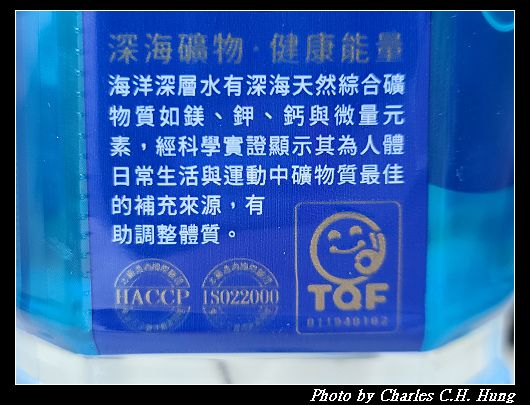 深海礦物·健康能量
海洋深層水有深海天然綜合礦
物質如鎂、鉀、鈣與微量元
素，經科學實證顯示其為人體
日常生活與運動中礦物質最佳
的補充來源，有
助調整體質。
HACCP ISO22000
TQF
011940102
Photo by Charles C.H. Hung